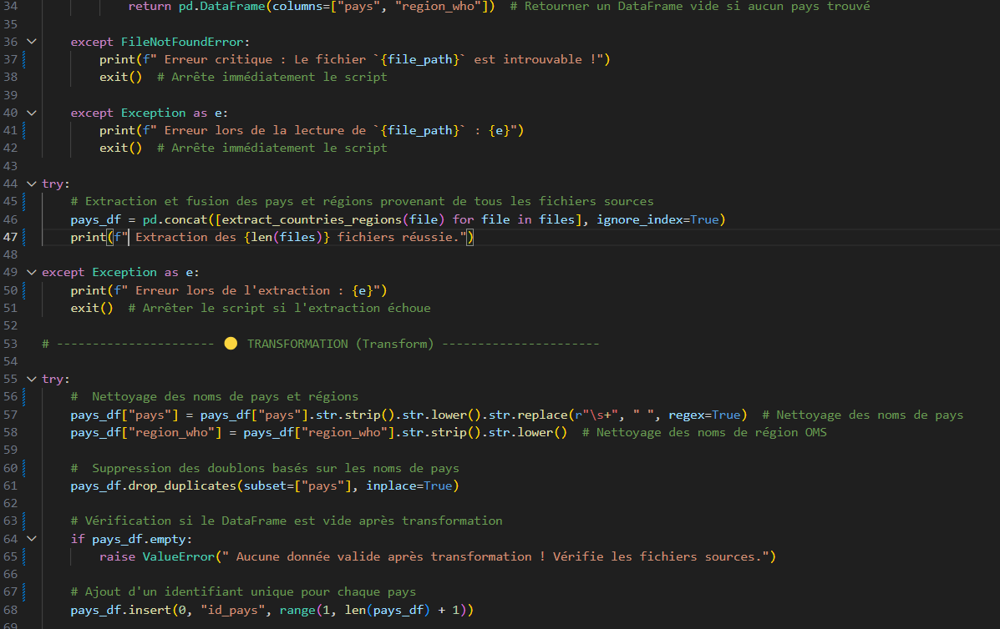 34 return pd.DataFrame(columns=["pays", "region_who"])  # Retourner un DataFrame vide si aucun pays trouvé
35
36     except FileNotFoundError:
37         print(f" Erreur critique : Le fichier `{file_path}` est introuvable !")
38         exit()  # Arrête immédiatement le script
39
40     except Exception as e:
41         print(f" Erreur lors de la lecture de `{file_path}` : {e}")
42         exit()  # Arrête immédiatement le script
43
44 try:
45     # Extraction et fusion des pays et régions provenant de tous les fichiers sources
46     pays_df = pd.concat([extract_countries_regions(file) for file in files], ignore_index=True)
47     print(f" Extraction des {len(files)} fichiers réussie.")
48
49 except Exception as e:
50     print(f" Erreur lors de l'extraction : {e}")
51     exit()  # Arrêter le script si l'extraction échoue
52
53 # ---------------------- 🟡 TRANSFORMATION (Transform) ----------------------
54
55 try:
56     #  Nettoyage des noms de pays et régions
57     pays_df["pays"] = pays_df["pays"].str.strip().str.lower().str.replace(r"\s+", " ", regex=True)  # Nettoyage des noms de pays
58     pays_df["region_who"] = pays_df["region_who"].str.strip().str.lower()  # Nettoyage des noms de région OMS
59
60     #  Suppression des doublons basés sur les noms de pays
61     pays_df.drop_duplicates(subset=["pays"], inplace=True)
62
63     # Vérification si le DataFrame est vide après transformation
64     if pays_df.empty:
65         raise ValueError(" Aucune donnée valide après transformation ! Vérifie les fichiers sources.")
66
67     # Ajout d'un identifiant unique pour chaque pays
68     pays_df.insert(0, "id_pays", range(1, len(pays_df) + 1))
69